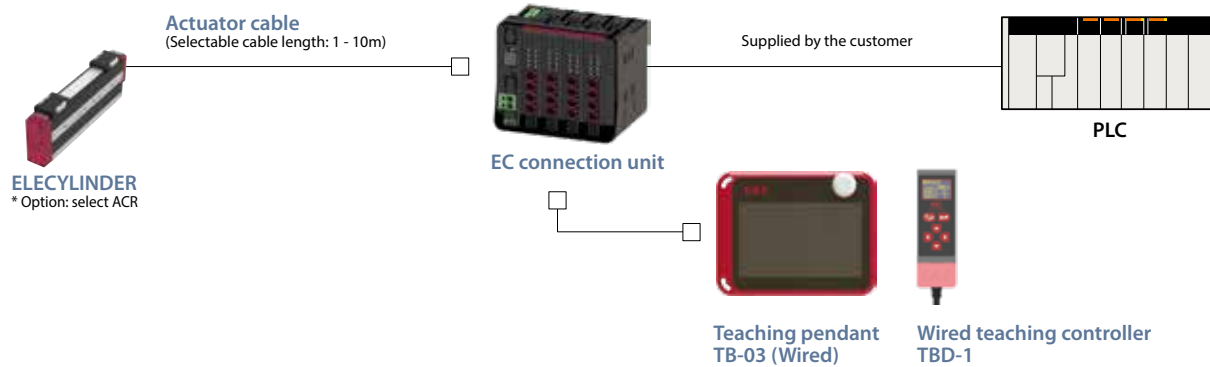 Actuator cable
(Selectable cable length: 1 - 10m)
Supplied by the customer
PLC
EC connection unit
ELECYLINDER
* Option: select ACR
Teaching pendant
TB-03 (Wired)
Wired teaching controller
TBD-1